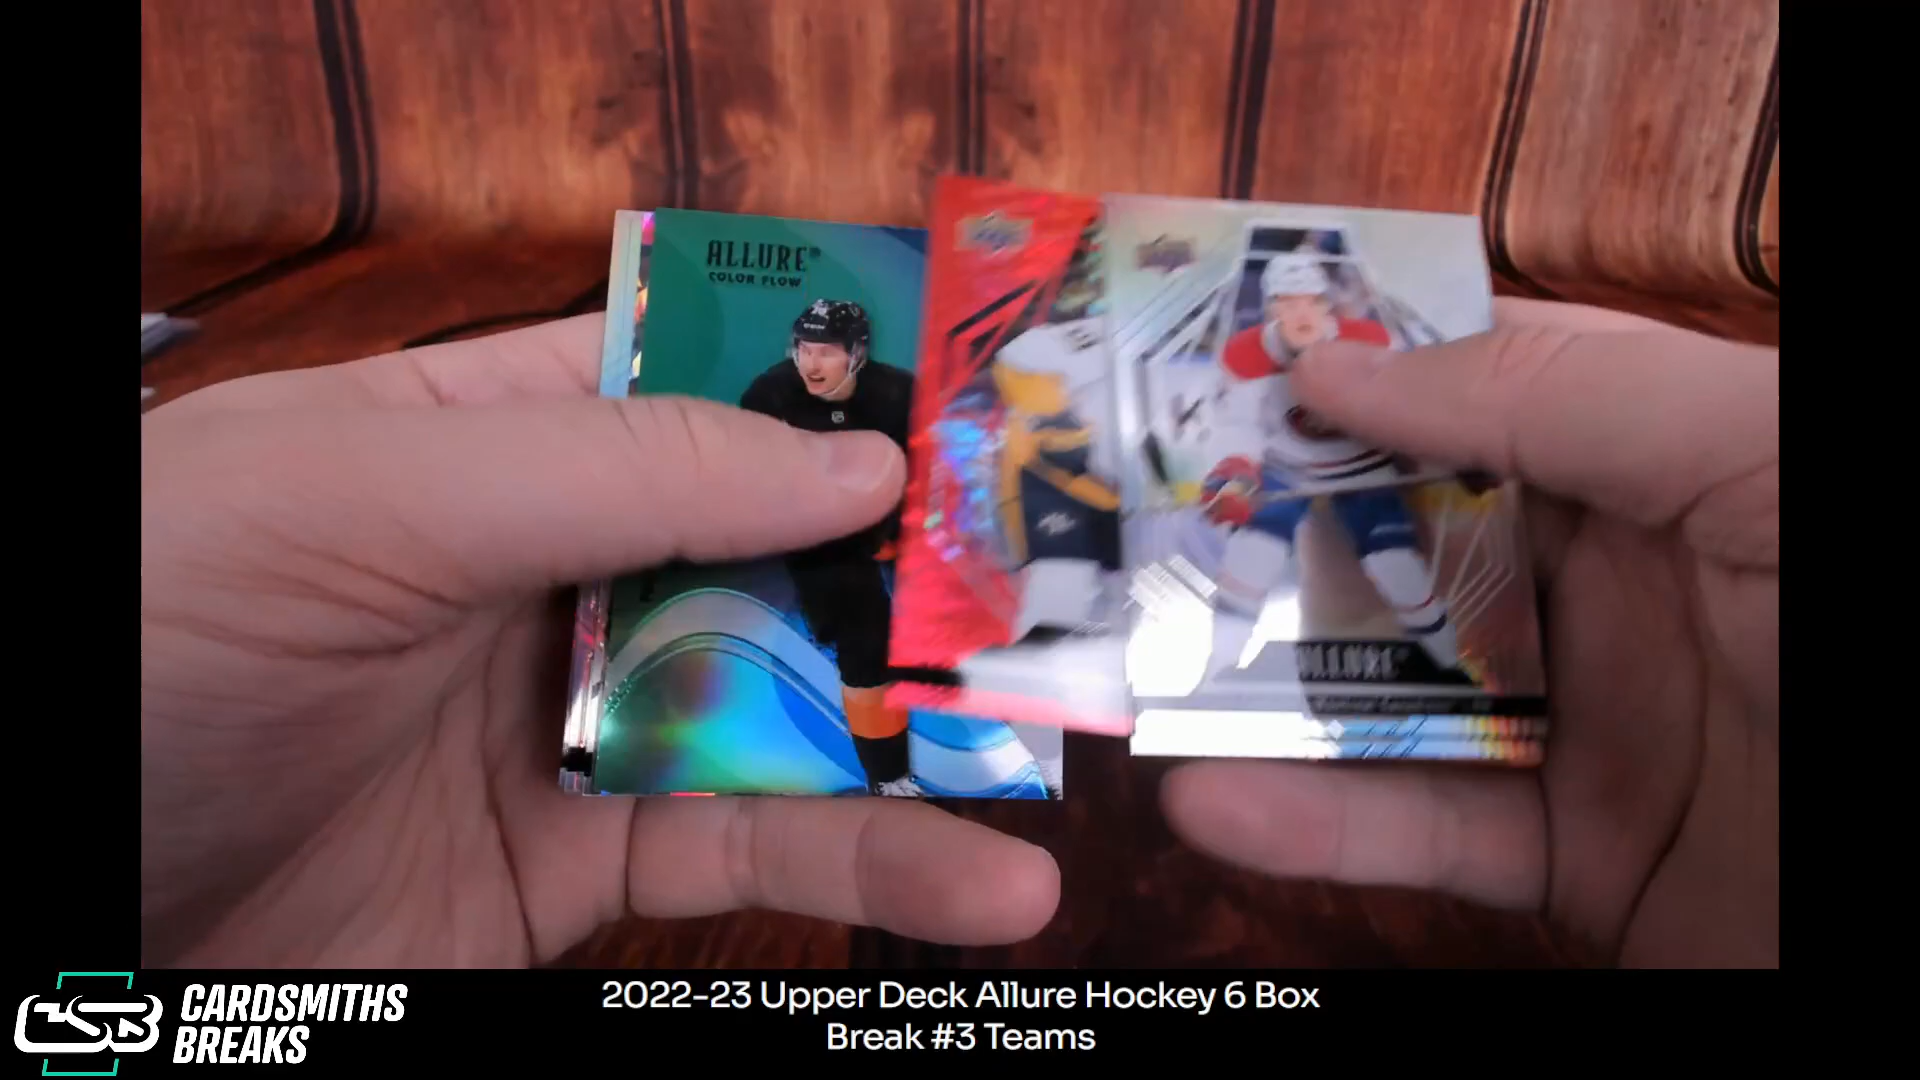 ALLURE
COLOR FLOW
ALLURE
CARDSMITHS
BREAKS
2022-23 Upper Deck Allure Hockey 6 Box
Break #3 Teams